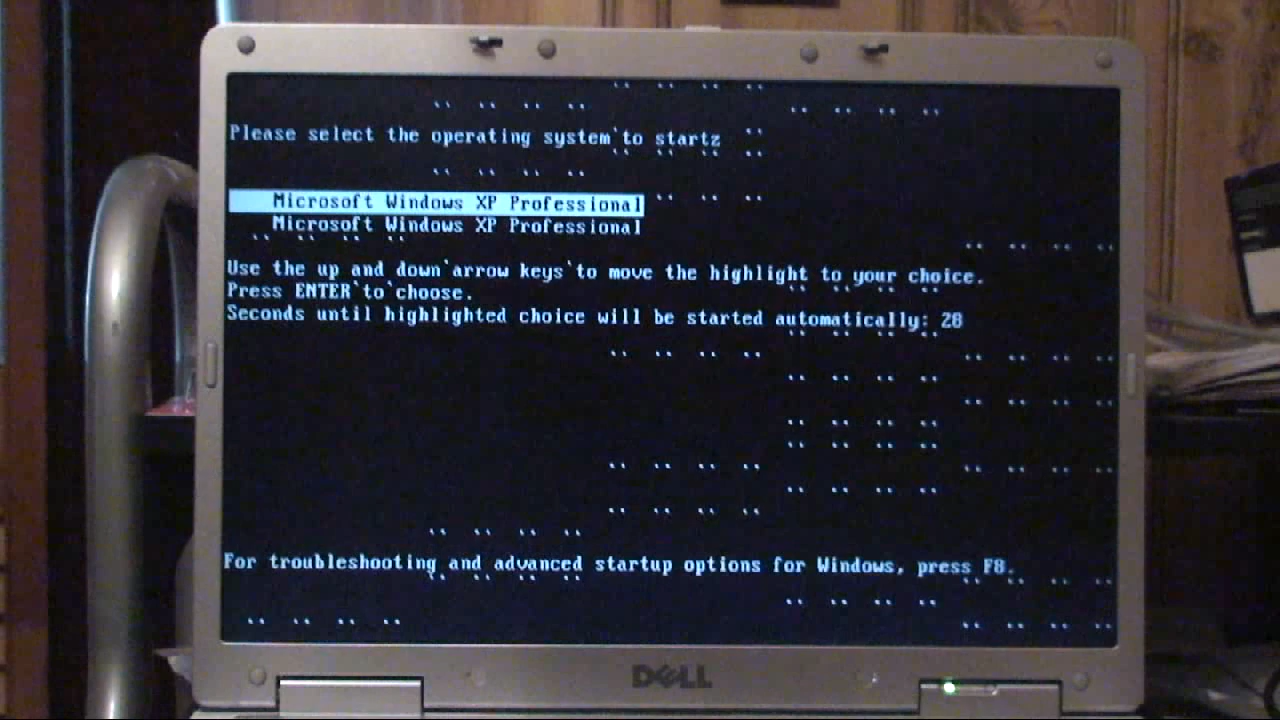 Please select the operating system`to startz
Microsoft Windows XP Professional
Microsoft Windows XP Professional
Use the up and down`arrow keys`to move the highlight to your choice.
Press ENTER`to`choose.
Seconds until highlighted choice will be started automatically: 28
For troubleshooting and advanced startup options for Windows, press F8.
DELL